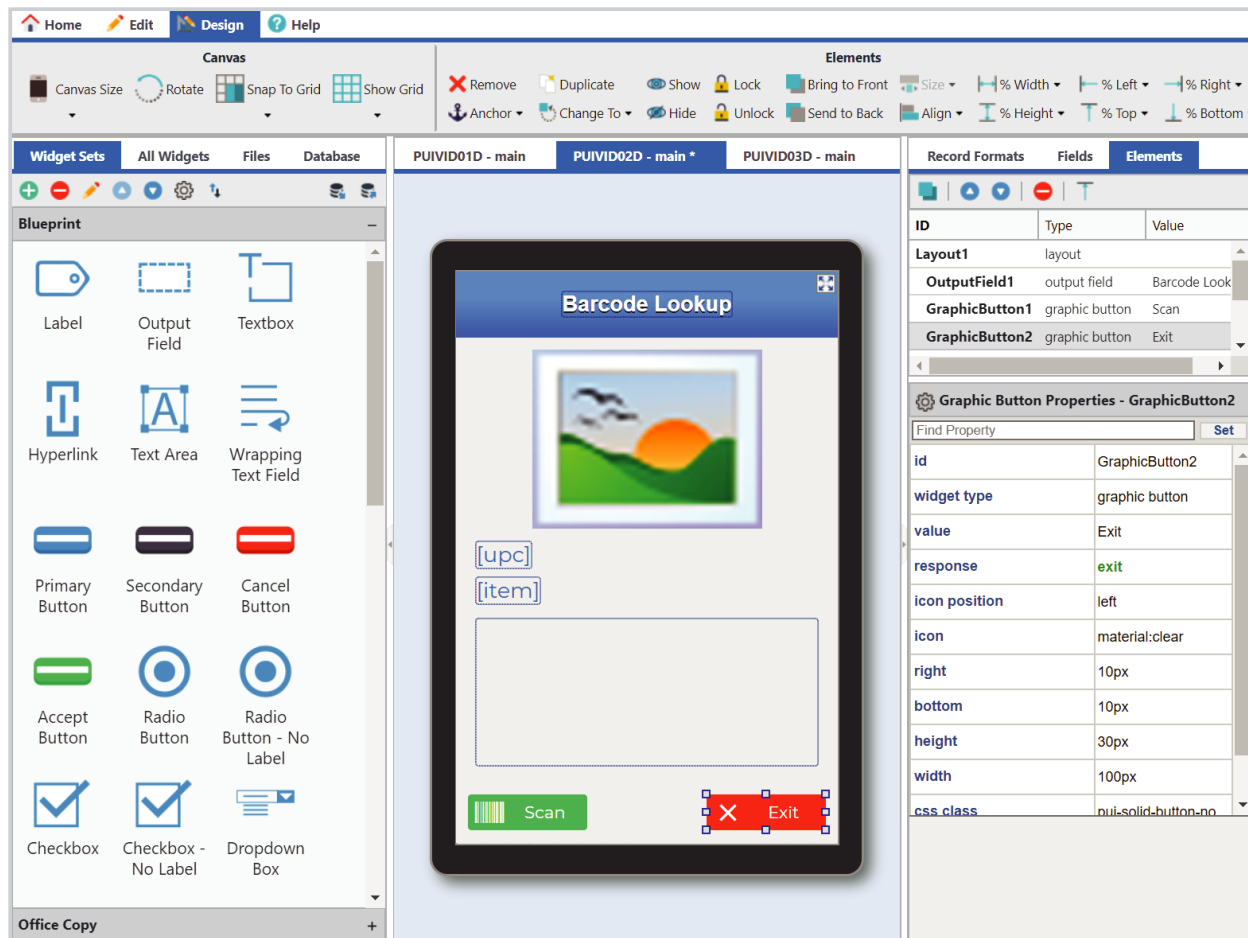 Home Edit Design Help
Canvas
Elements
Canvas Size Rotate Snap To Grid Show Grid
Remove Duplicate Show Lock Bring to Front Size % Width % Left % Right
Anchor Change To Hide Unlock Send to Back Align % Height % Top % Bottom
Widget Sets All Widgets Files Database
Blueprint
Label
Output Field
Textbox
Hyperlink
Text Area
Wrapping Text Field
Primary Button
Secondary Button
Cancel Button
Accept Button
Radio Button
Radio Button - No Label
Checkbox
Checkbox - No Label
Dropdown Box
Office Copy
PUIVID01D - main PUIVID02D - main * PUIVID03D - main
Barcode Lookup
[upc]
[item]
Scan Exit
Record Formats Fields Elements
ID Type Value
Layout1 layout
OutputField1 output field Barcode Look
GraphicButton1 graphic button Scan
GraphicButton2 graphic button Exit
Graphic Button Properties - GraphicButton2
Find Property Set
id GraphicButton2
widget type graphic button
value Exit
response exit
icon position left
icon material:clear
right 10px
bottom 10px
height 30px
width 100px
css class pui-solid-button-no